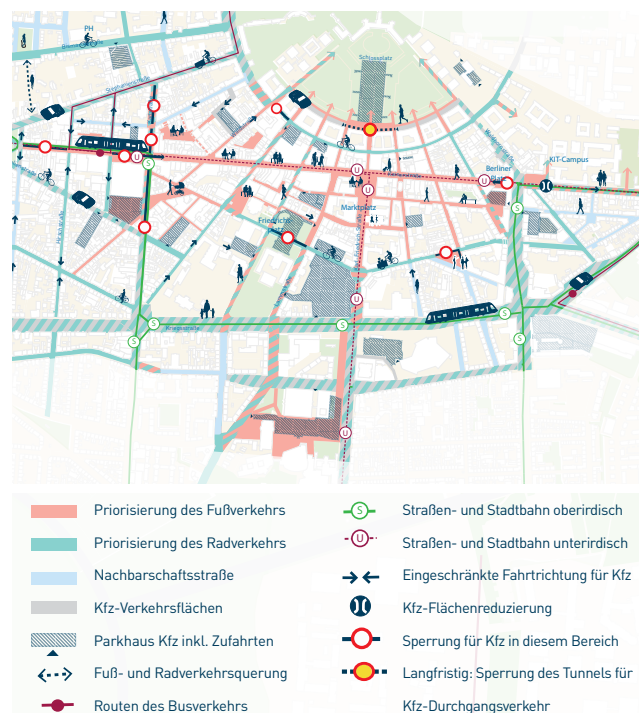 PH
Schlossplatz
Stephanienstraße
KIT-Campus
Berliner
Platz
Marktplatz
Friedrichs-
platz
Kriegsstraße
S
U
Priorisierung des Fußverkehrs
Priorisierung des Radverkehrs
Nachbarschaftsstraße
Kfz-Verkehrsflächen
Parkhaus Kfz inkl. Zufahrten
Fuß- und Radverkehrsquerung
Routen des Busverkehrs
S Straßen- und Stadtbahn oberirdisch
U Straßen- und Stadtbahn unterirdisch
Eingeschränkte Fahrtrichtung für Kfz
Kfz-Flächenreduzierung
Sperrung für Kfz in diesem Bereich
Langfristig: Sperrung des Tunnels für
Kfz-Durchgangsverkehr